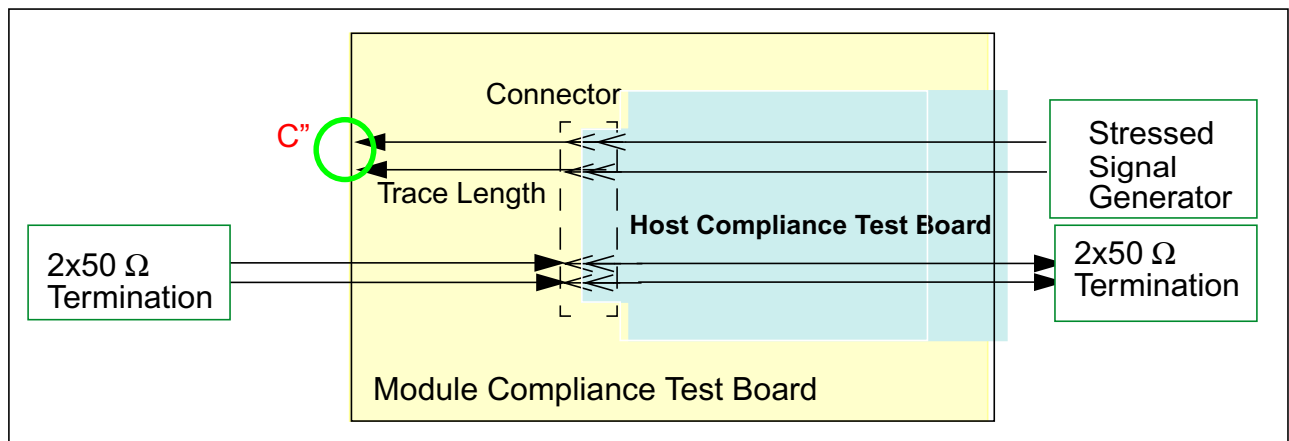 Connector
C”
Stressed
Signal
Generator
Trace Length
Host Compliance Test Board
2x50 Ω
Termination
2x50 Ω
Termination
Module Compliance Test Board